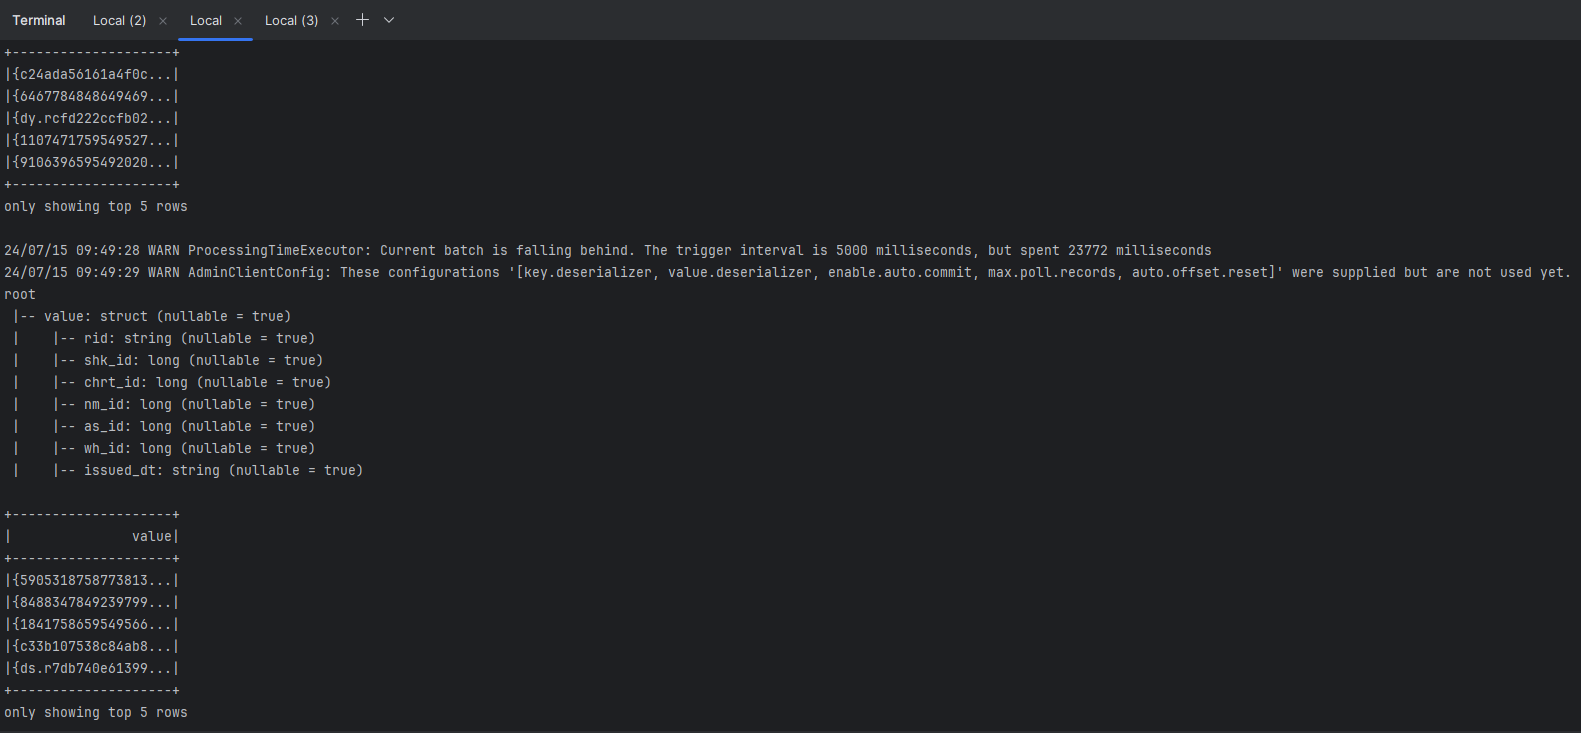 Terminal Local (2) × Local × Local (3) ×
+--------------------+
|{c24ada56161a4f0c...|
|{6467784848649469...|
|{dy.rcfd222ccfb02...|
|{1107471759549527...|
|{9106396595492020...|
+--------------------+
only showing top 5 rows
24/07/15 09:49:28 WARN ProcessingTimeExecutor: Current batch is falling behind. The trigger interval is 5000 milliseconds, but spent 23772 milliseconds
24/07/15 09:49:29 WARN AdminClientConfig: These configurations '[key.deserializer, value.deserializer, enable.auto.commit, max.poll.records, auto.offset.reset]' were supplied but are not used yet.
root
 |-- value: struct (nullable = true)
 |    |-- rid: string (nullable = true)
 |    |-- shk_id: long (nullable = true)
 |    |-- chrt_id: long (nullable = true)
 |    |-- nm_id: long (nullable = true)
 |    |-- as_id: long (nullable = true)
 |    |-- wh_id: long (nullable = true)
 |    |-- issued_dt: string (nullable = true)
+--------------------+
|               value|
+--------------------+
|{5905318758773813...|
|{8488347849239799...|
|{1841758659549566...|
|{c33b107538c84ab8...|
|{ds.r7db740e61399...|
+--------------------+
only showing top 5 rows